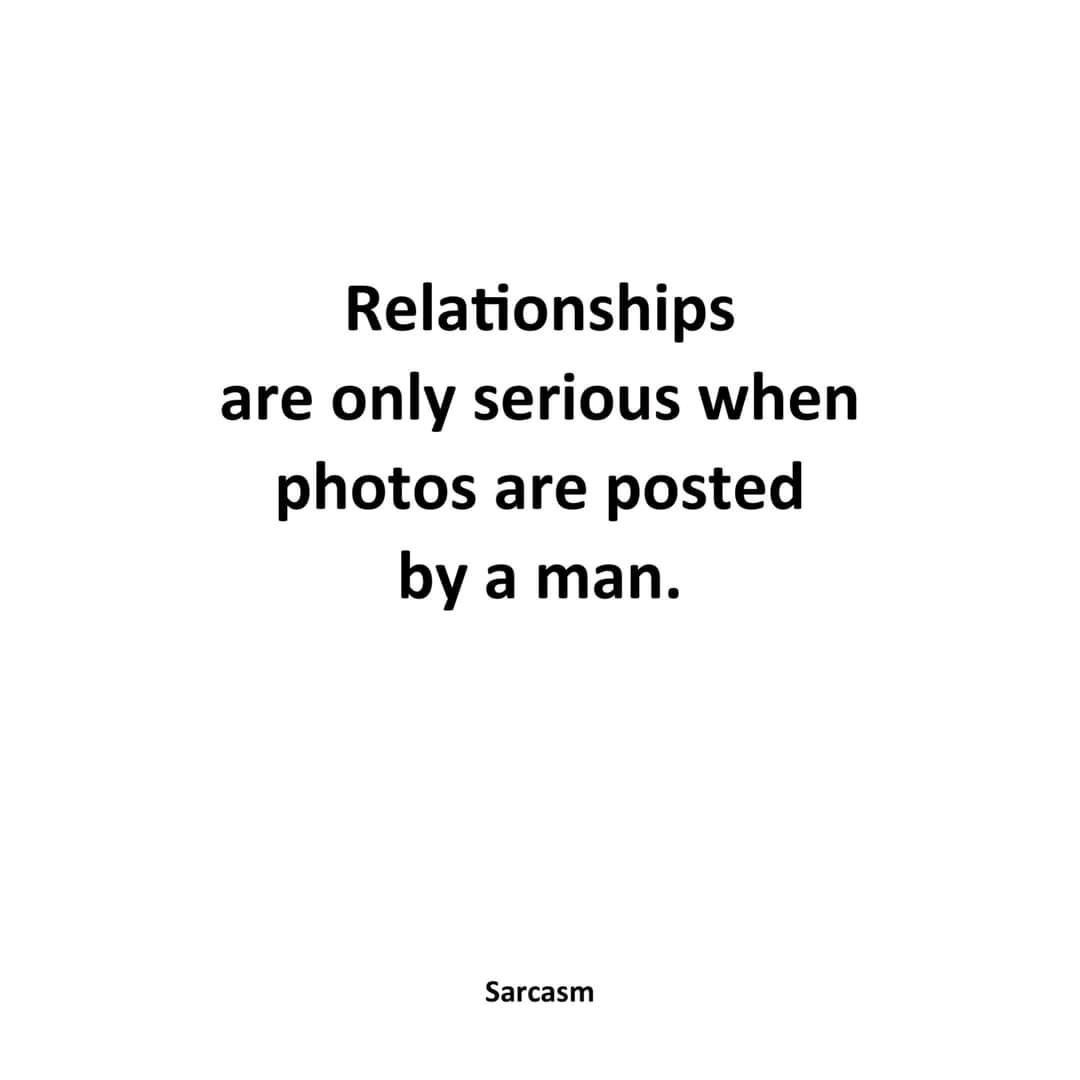 Relationships
are only serious when
photos are posted
by a man.
Sarcasm